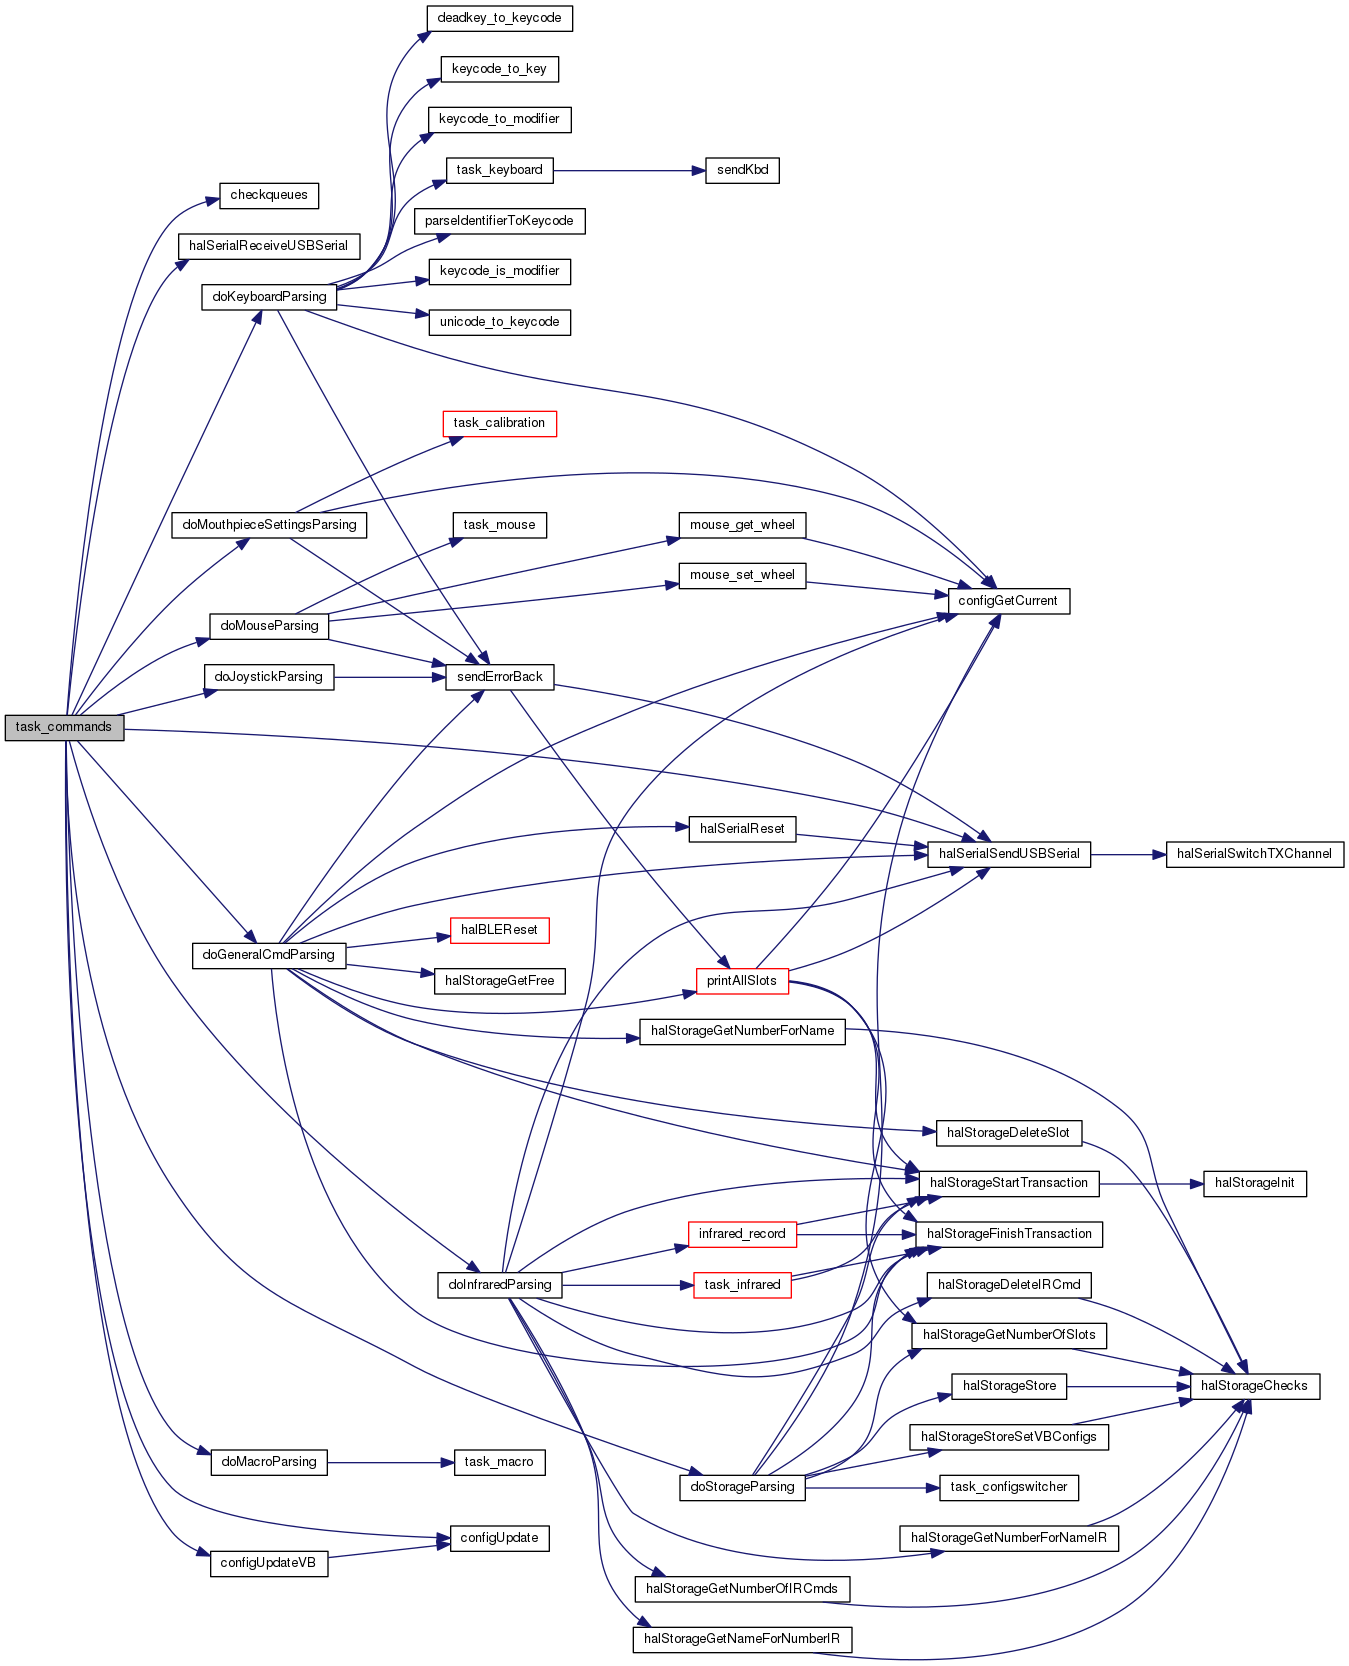 deadkey_to_keycode
keycode_to_key
keycode_to_modifier
task_keyboard
sendKbd
checkqueues
parseIdentifierToKeycode
halSerialReceiveUSBSerial
keycode_is_modifier
doKeyboardParsing
unicode_to_keycode
task_calibration
doMouthpieceSettingsParsing
task_mouse
mouse_get_wheel
mouse_set_wheel
configGetCurrent
doMouseParsing
doJoystickParsing
sendErrorBack
task_commands
halSerialReset
halSerialSendUSBSerial
halSerialSwitchTXChannel
halBLEReset
doGeneralCmdParsing
halStorageGetFree
printAllSlots
halStorageGetNumberForName
halStorageDeleteSlot
halStorageStartTransaction
halStorageInit
infrared_record
halStorageFinishTransaction
doInfraredParsing
task_infrared
halStorageDeleteIRCmd
halStorageGetNumberOfSlots
halStorageStore
halStorageChecks
halStorageStoreSetVBConfigs
doMacroParsing
task_macro
doStorageParsing
task_configswitcher
configUpdate
halStorageGetNumberForNameIR
configUpdateVB
halStorageGetNumberOfIRCmds
halStorageGetNameForNumberIR